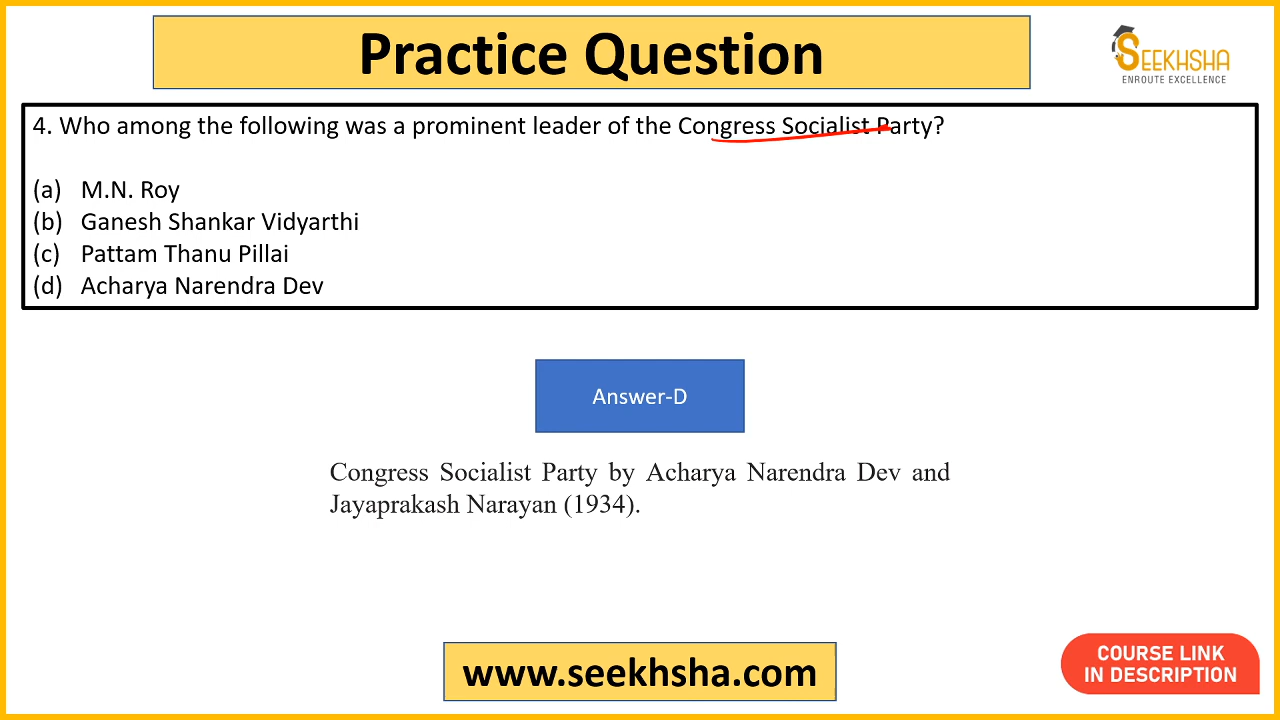 Practice Question
SEEKHSHA
ENROUTE EXCELLENCE
4. Who among the following was a prominent leader of the Congress Socialist Party?
(a) M.N. Roy
(b) Ganesh Shankar Vidyarthi
(c) Pattam Thanu Pillai
(d) Acharya Narendra Dev
Answer-D
Congress Socialist Party by Acharya Narendra Dev and
Jayaprakash Narayan (1934).
www.seekhsha.com
COURSE LINK
IN DESCRIPTION